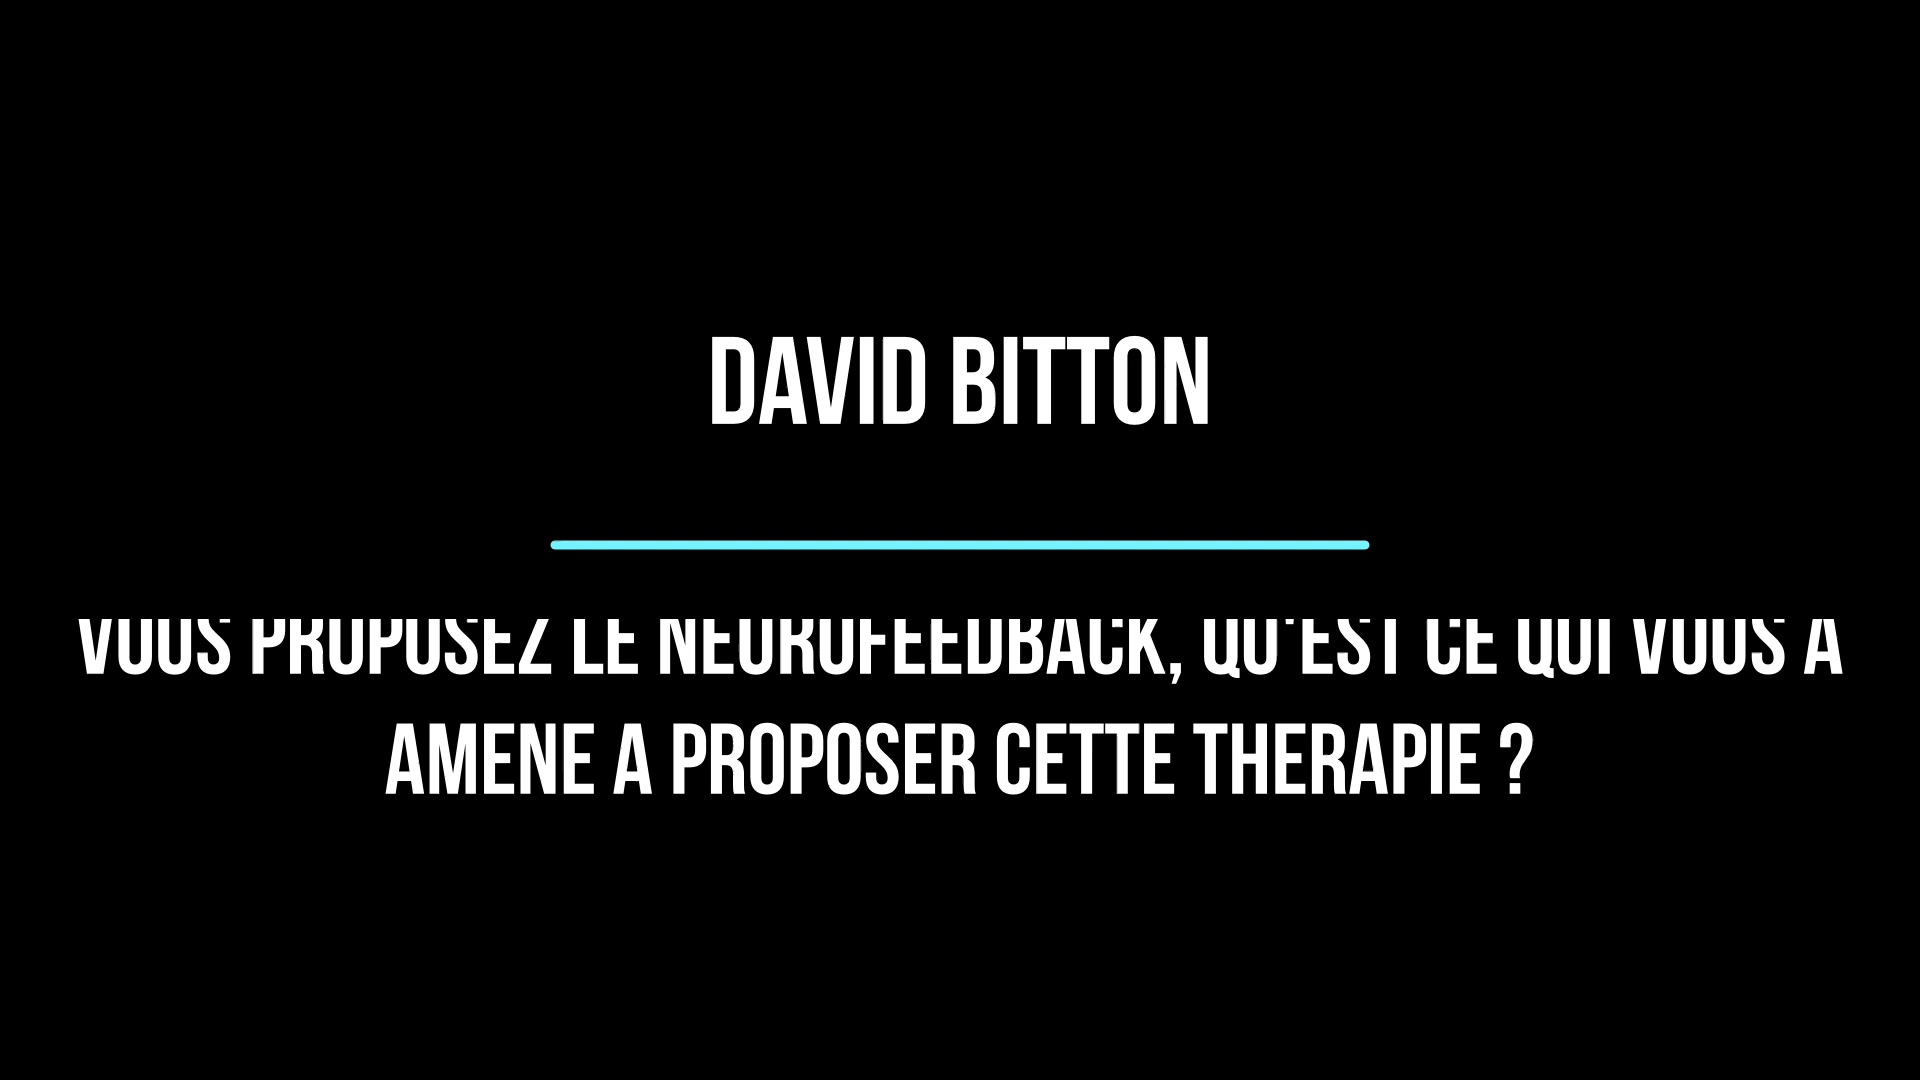 DAVID BITTON
VOUS PROPOSEZ LE NEUROFEEDBACK, QU'EST CE QUI VOUS A
AMENE A PROPOSER CETTE THERAPIE ?